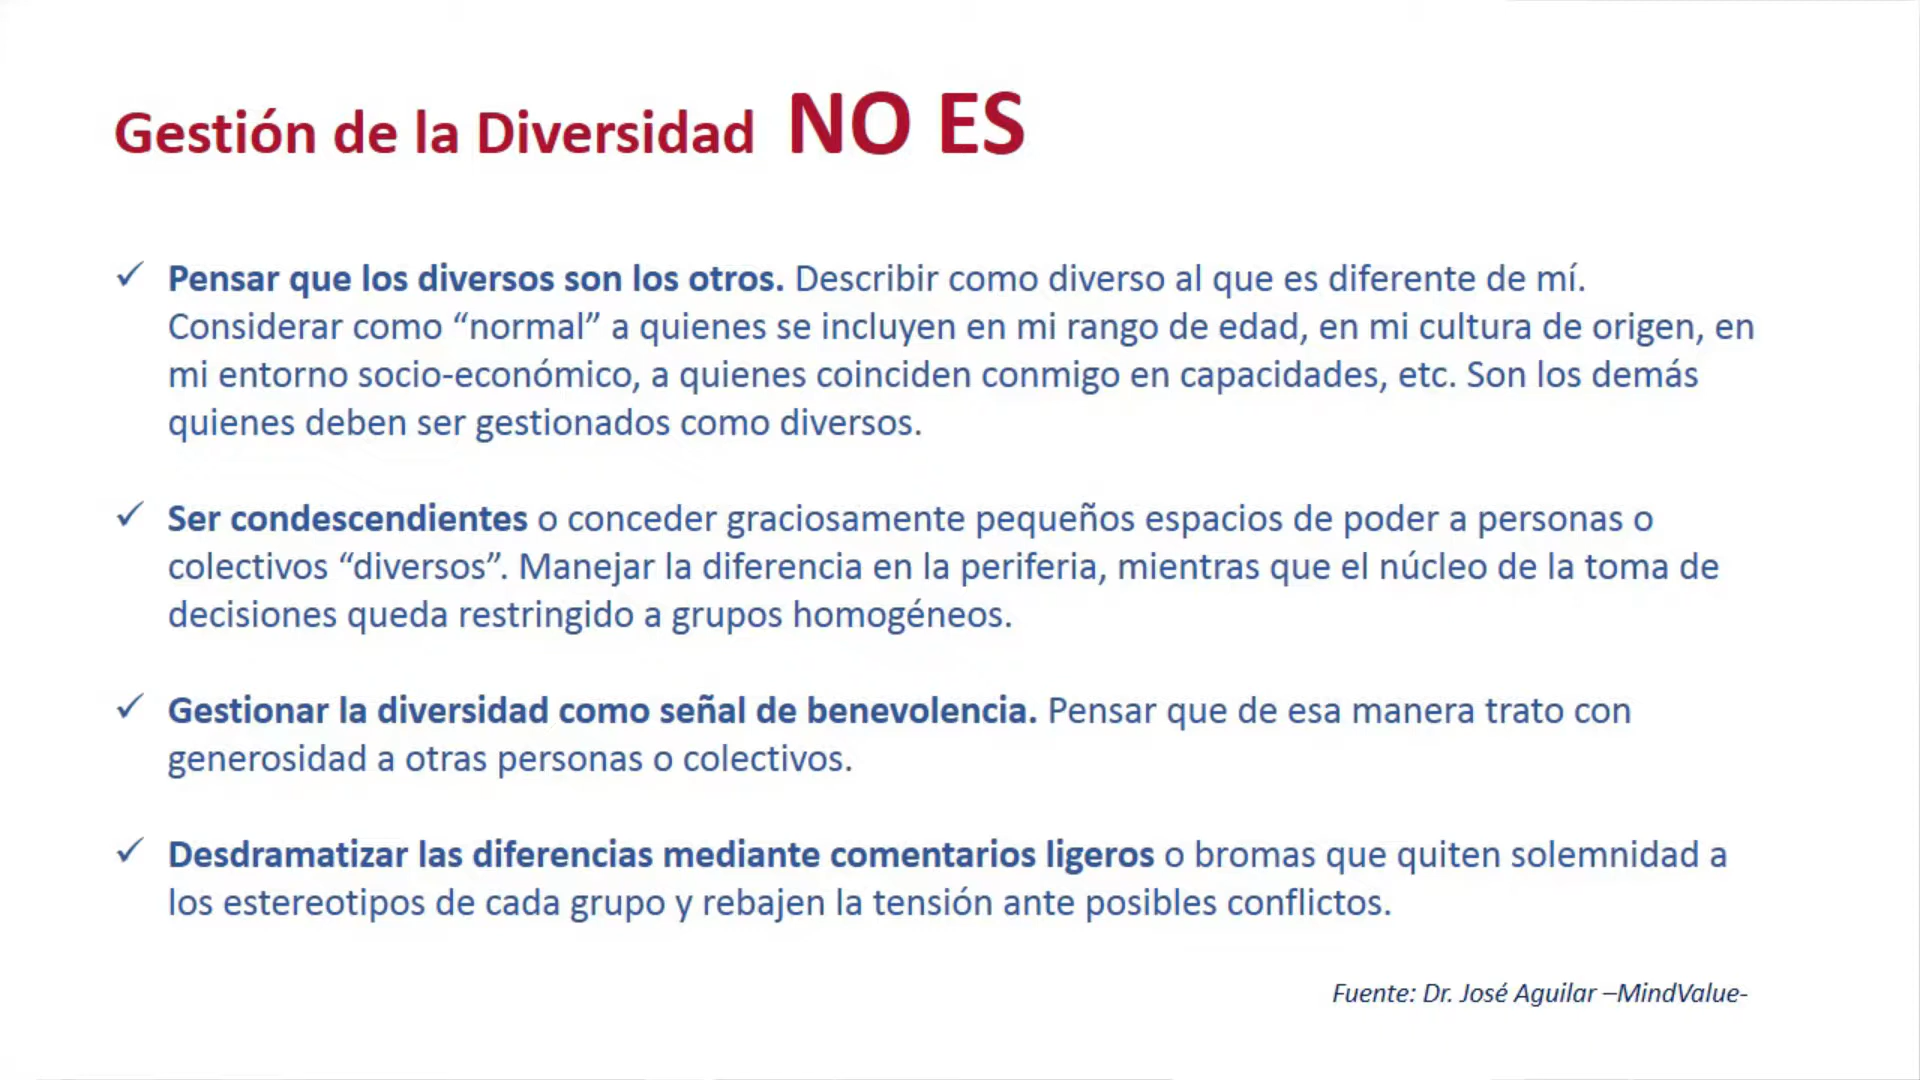 Gestión de la Diversidad NO ES
✓ Pensar que los diversos son los otros. Describir como diverso al que es diferente de mí.
Considerar como “normal” a quienes se incluyen en mi rango de edad, en mi cultura de origen, en
mi entorno socio-económico, a quienes coinciden conmigo en capacidades, etc. Son los demás
quienes deben ser gestionados como diversos.
✓ Ser condescendientes o conceder graciosamente pequeños espacios de poder a personas o
colectivos “diversos”. Manejar la diferencia en la periferia, mientras que el núcleo de la toma de
decisiones queda restringido a grupos homogéneos.
✓ Gestionar la diversidad como señal de benevolencia. Pensar que de esa manera trato con
generosidad a otras personas o colectivos.
✓ Desdramatizar las diferencias mediante comentarios ligeros o bromas que quiten solemnidad a
los estereotipos de cada grupo y rebajen la tensión ante posibles conflictos.
Fuente: Dr. José Aguilar –MindValue-